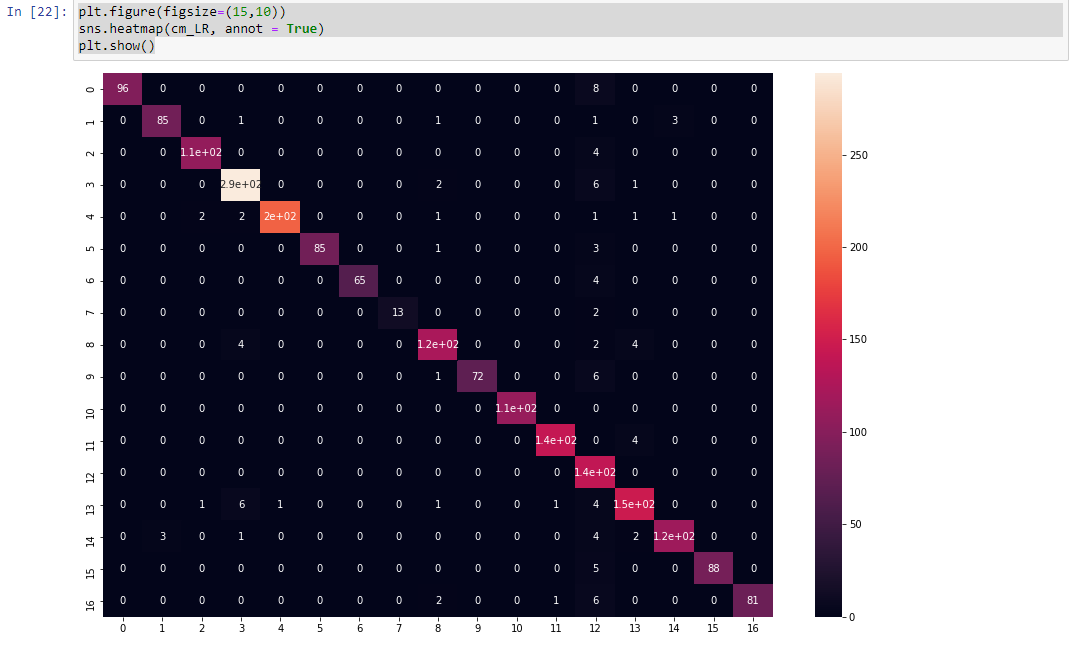 In [22]: plt.figure(figsize=(15,10))
sns.heatmap(cm_LR, annot = True)
plt.show()
0 96 0 0 0 0 0 0 0 0 0 0 0 8 0 0 0 0
1 0 85 0 1 0 0 0 0 1 0 0 0 1 0 3 0 0
2 0 0 1.1e+02 0 0 0 0 0 0 0 0 0 4 0 0 0 0
250
3 0 0 0 2.9e+02 0 0 0 0 2 0 0 0 6 1 0 0 0
4 0 0 2 2 2e+02 0 0 0 1 0 0 0 1 1 1 0 0
200
5 0 0 0 0 0 85 0 0 1 0 0 0 3 0 0 0 0
6 0 0 0 0 0 0 65 0 0 0 0 0 4 0 0 0 0
7 0 0 0 0 0 0 0 13 0 0 0 0 2 0 0 0 0
150
8 0 0 0 4 0 0 0 0 1.2e+02 0 0 0 2 4 0 0 0
9 0 0 0 0 0 0 0 0 1 72 0 0 6 0 0 0 0
10 0 0 0 0 0 0 0 0 0 0 1.1e+02 0 0 0 0 0 0
100
11 0 0 0 0 0 0 0 0 0 0 0 1.4e+02 0 4 0 0 0
12 0 0 0 0 0 0 0 0 0 0 0 0 1.4e+02 0 0 0 0
13 0 0 1 6 1 0 0 0 1 0 0 1 4 1.5e+02 0 0 0
50
14 0 3 0 1 0 0 0 0 0 0 0 0 4 2 1.2e+02 0 0
15 0 0 0 0 0 0 0 0 0 0 0 0 5 0 0 88 0
16 0 0 0 0 0 0 0 0 2 0 0 1 6 0 0 0 81
0
0 1 2 3 4 5 6 7 8 9 10 11 12 13 14 15 16